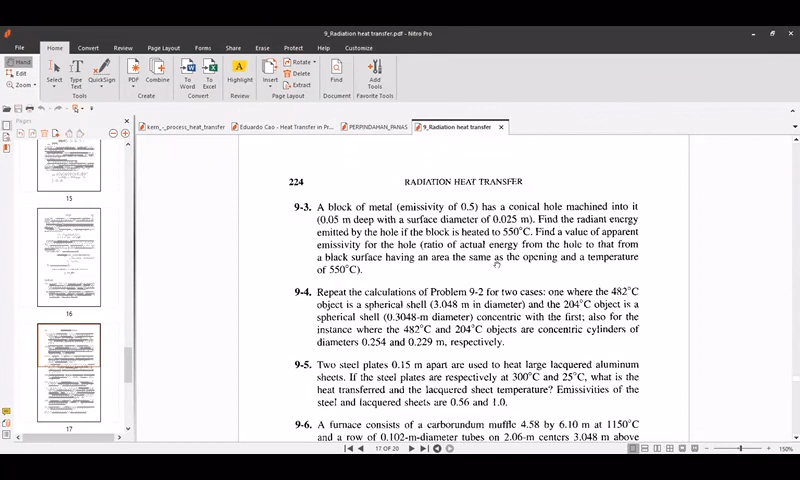 9_Radiation heat transfer.pdf - Nitro Pro
File
Home
Convert
Review
Page Layout
Forms
Share
Erase
Protect
Help
Customize
Hand
Edit
Zoom
Select
Type Text
QuickSign
Tools
PDF
Combine
Create
To Word
To Excel
Convert
Highlight
Review
Insert
Rotate
Delete
Extract
Page Layout
Find
Document
Add Tools
Favorite Tools
Pages
15
16
17
kern_-_process_heat_transfer
Eduardo Cao - Heat Transfer in Pr...
PERPINDAHAN_PANAS
9_Radiation heat transfer
224 RADIATION HEAT TRANSFER
9-3. A block of metal (emissivity of 0.5) has a conical hole machined into it
(0.05 m deep with a surface diameter of 0.025 m). Find the radiant energy
emitted by the hole if the block is heated to 550°C. Find a value of apparent
emissivity for the hole (ratio of actual energy from the hole to that from
a black surface having an area the same as the opening and a temperature
of 550°C).
9-4. Repeat the calculations of Problem 9-2 for two cases: one where the 482°C
object is a spherical shell (3.048 m in diameter) and the 204°C object is a
spherical shell (0.3048-m diameter) concentric with the first; also for the
instance where the 482°C and 204°C objects are concentric cylinders of
diameters 0.254 and 0.229 m, respectively.
9-5. Two steel plates 0.15 m apart are used to heat large lacquered aluminum
sheets. If the steel plates are respectively at 300°C and 25°C, what is the
heat transferred and the lacquered sheet temperature? Emissivities of the
steel and lacquered sheets are 0.56 and 1.0.
9-6. A furnace consists of a carborundum muffle 4.58 by 6.10 m at 1150°C
and a row of 0.102-m-diameter tubes on 2.06-m centers 3.048 m above
17 OF 20
150%